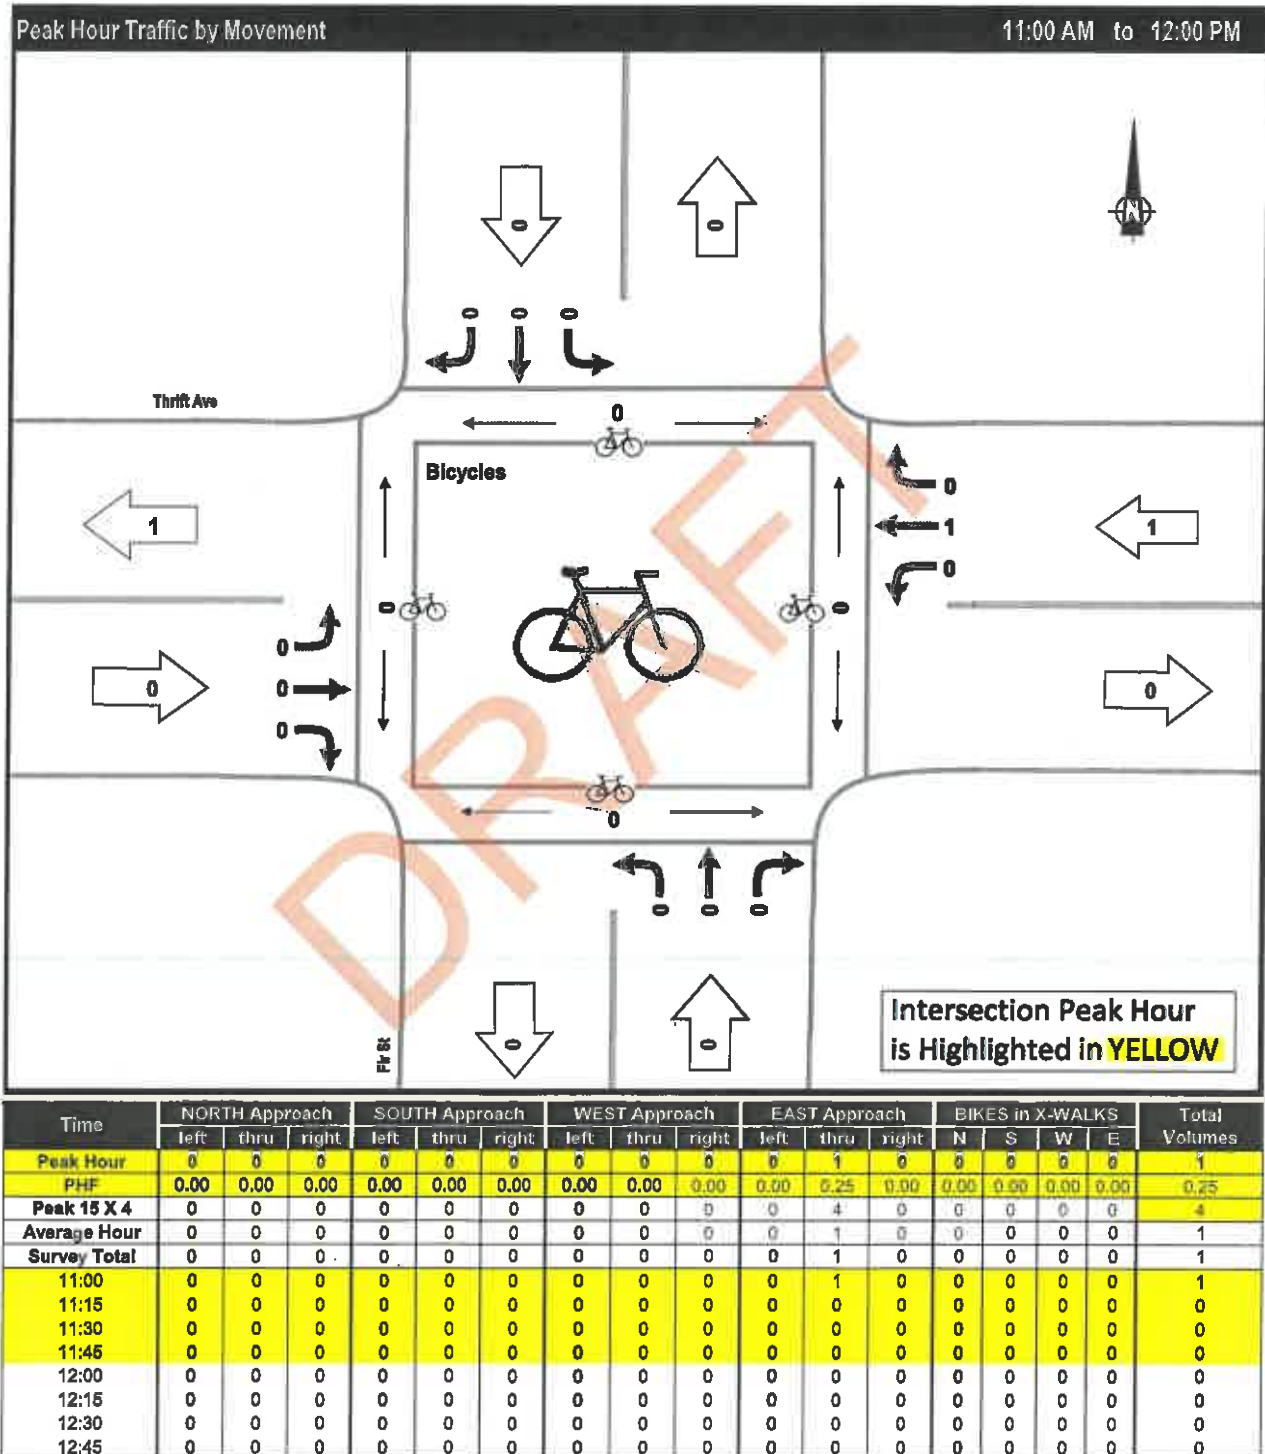 Peak Hour Traffic by Movement 11:00 AM to 12:00 PM
0 0
0 0 0
Thrift Ave
0
Bicycles
0
1 1 1
0
0 0
0
0 0 0
0
DRAFT
0
0 0 0
Intersection Peak Hour
is Highlighted in YELLOW
Fir St
0 0
Time NORTH Approach SOUTH Approach WEST Approach EAST Approach BIKES in X-WALKS Total Volumes
left thru right left thru right left thru right left thru right N S W E
Peak Hour 0 0 0 0 0 0 0 0 0 0 1 0 0 0 0 0 1
PHF 0.00 0.00 0.00 0.00 0.00 0.00 0.00 0.00 0.00 0.00 0.25 0.00 0.00 0.00 0.00 0.00 0.25
Peak 15 X 4 0 0 0 0 0 0 0 0 0 0 4 0 0 0 0 0 4
Average Hour 0 0 0 0 0 0 0 0 0 0 1 0 0 0 0 0 1
Survey Total 0 0 0 0 0 0 0 0 0 0 1 0 0 0 0 0 1
11:00 0 0 0 0 0 0 0 0 0 0 1 0 0 0 0 0 1
11:15 0 0 0 0 0 0 0 0 0 0 0 0 0 0 0 0 0
11:30 0 0 0 0 0 0 0 0 0 0 0 0 0 0 0 0 0
11:45 0 0 0 0 0 0 0 0 0 0 0 0 0 0 0 0 0
12:00 0 0 0 0 0 0 0 0 0 0 0 0 0 0 0 0 0
12:15 0 0 0 0 0 0 0 0 0 0 0 0 0 0 0 0 0
12:30 0 0 0 0 0 0 0 0 0 0 0 0 0 0 0 0 0
12:45 0 0 0 0 0 0 0 0 0 0 0 0 0 0 0 0 0